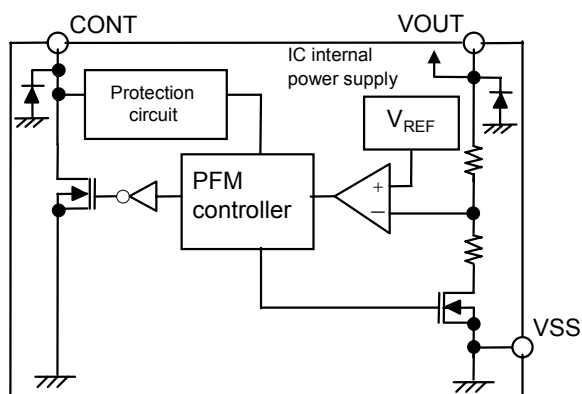 CONT
VOUT
IC internal
power supply
Protection
circuit
VREF
PFM
controller
+
−
VSS